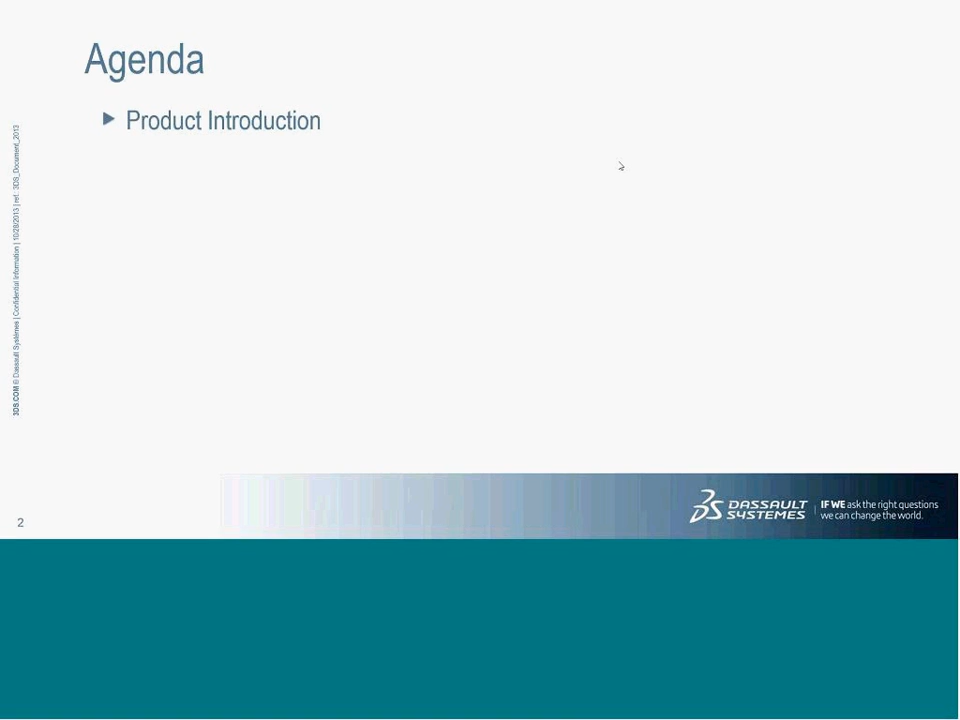 Agenda
Product Introduction
3DS.COM © Dassault Systèmes | Confidential Information | 10/28/2013 | ref.: 3DS_Document_2013
2
DASSAULT
SYSTEMES
IF WE ask the right questions
we can change the world.